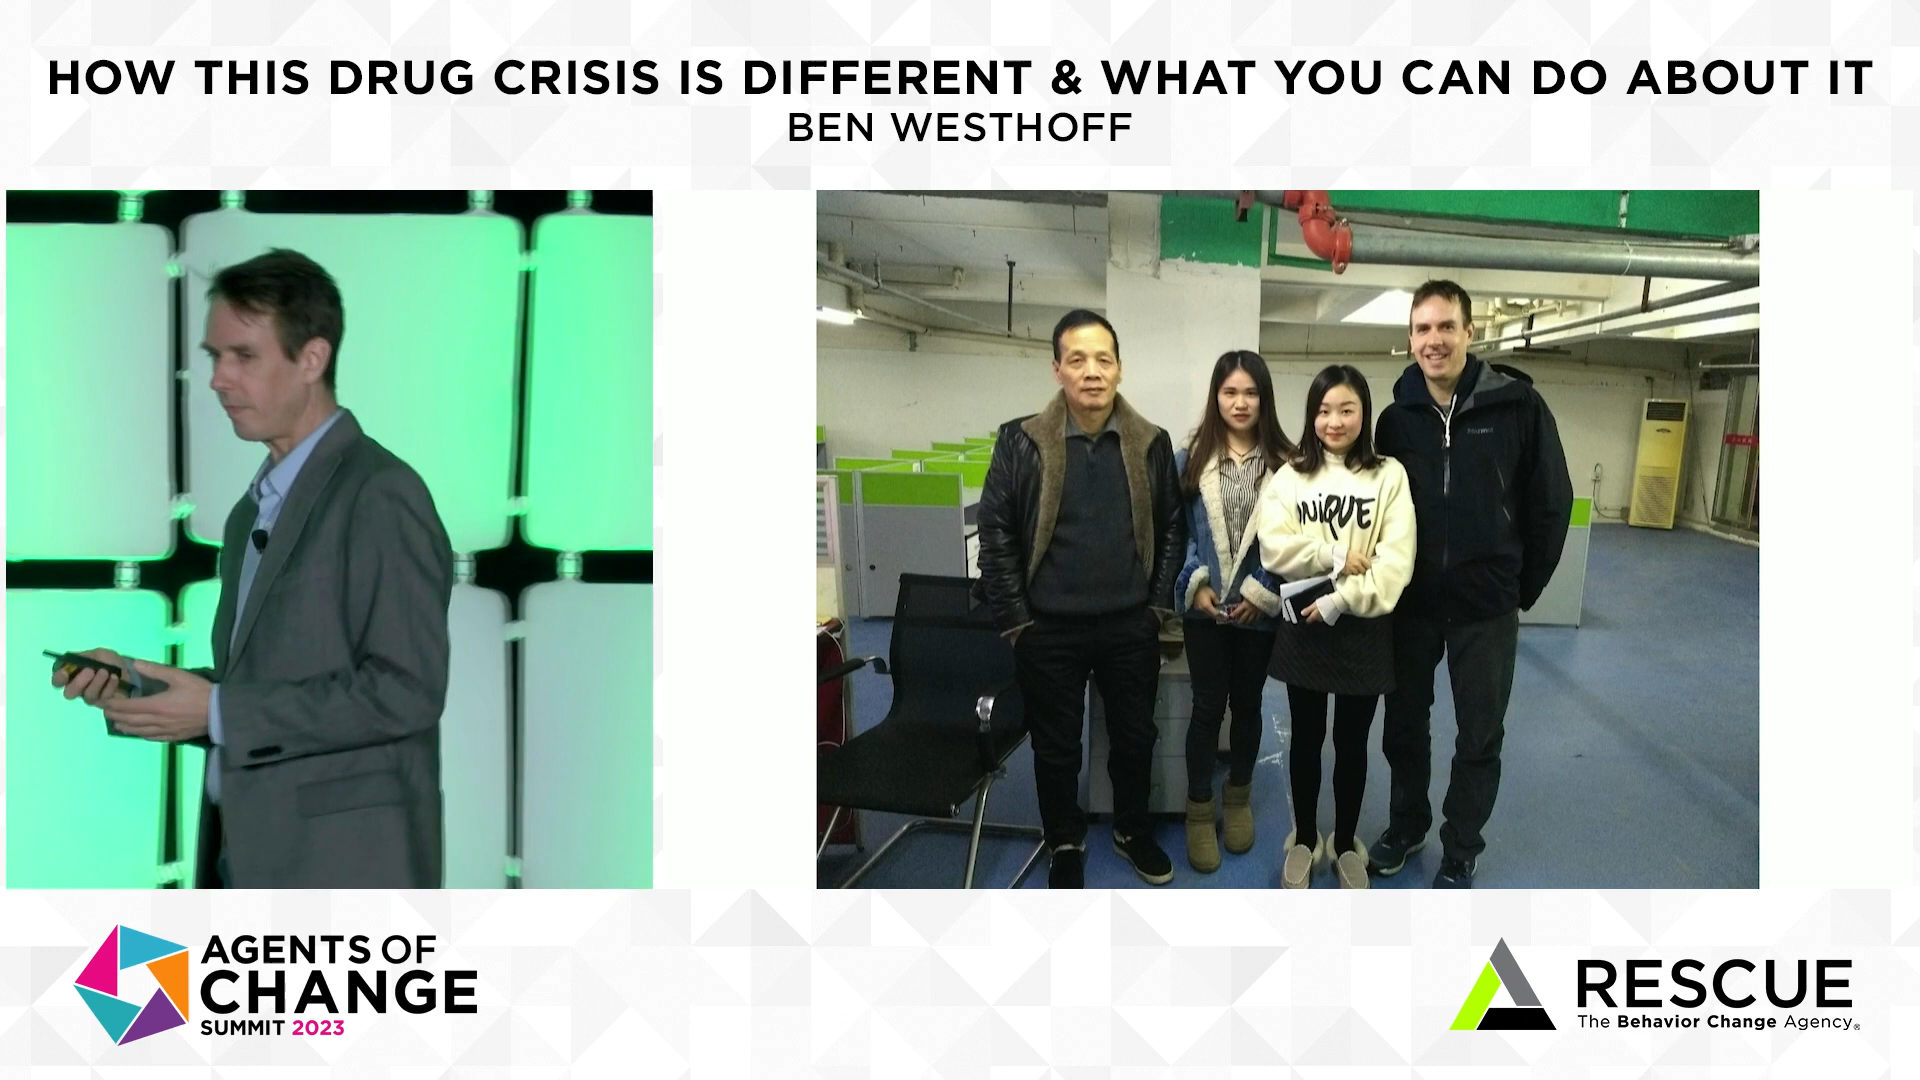 HOW THIS DRUG CRISIS IS DIFFERENT & WHAT YOU CAN DO ABOUT IT
BEN WESTHOFF
UNiQUE
AGENTS OF
CHANGE
SUMMIT 2023
RESCUE
The Behavior Change Agency®